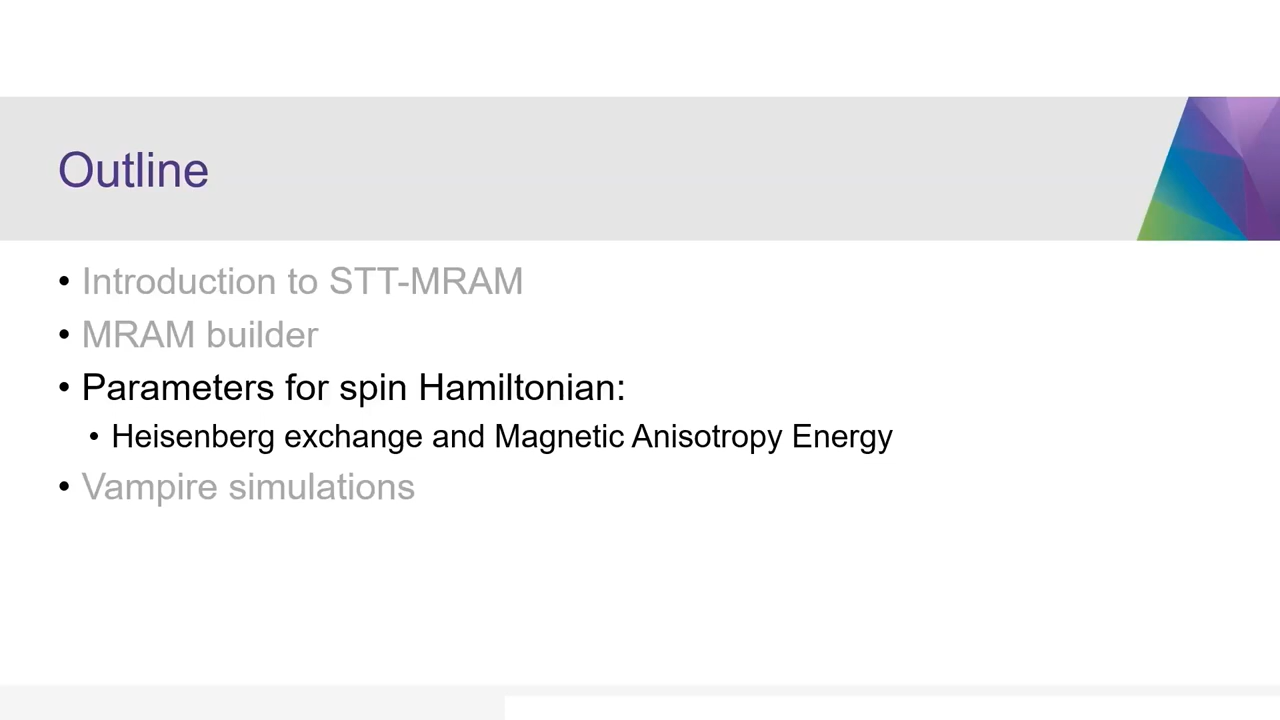 Outline
• Introduction to STT-MRAM
• MRAM builder
• Parameters for spin Hamiltonian:
• Heisenberg exchange and Magnetic Anisotropy Energy
• Vampire simulations